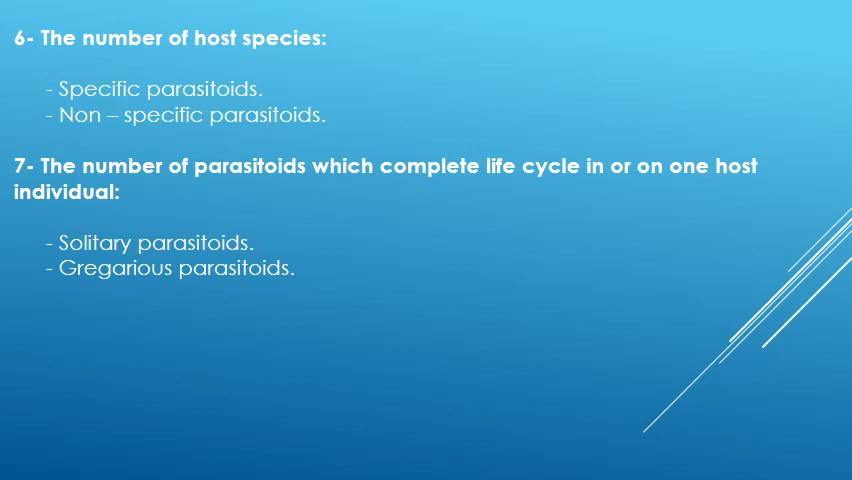 6- The number of host species:
- Specific parasitoids.
- Non – specific parasitoids.
7- The number of parasitoids which complete life cycle in or on one host
individual:
- Solitary parasitoids.
- Gregarious parasitoids.